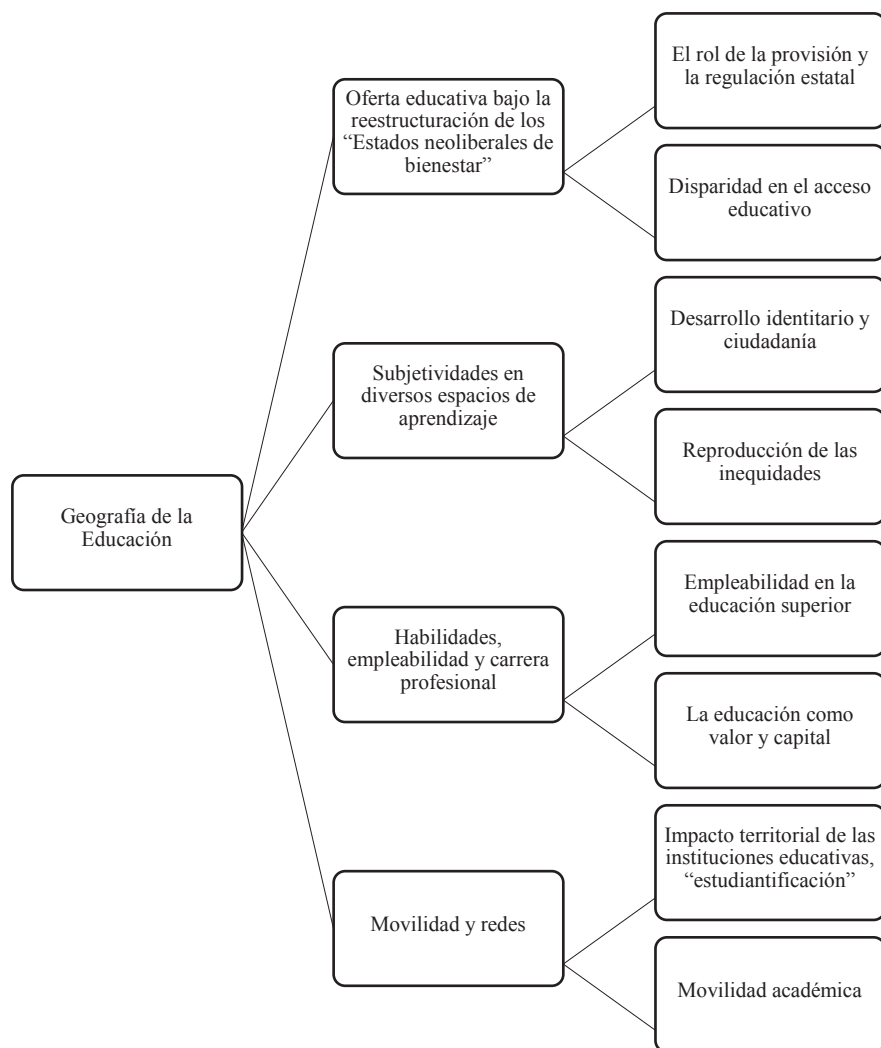 Geografía de la
Educación
Oferta educativa bajo la
reestructuración de los
“Estados neoliberales de
bienestar”
El rol de la provisión y
la regulación estatal
Disparidad en el acceso
educativo
Subjetividades en
diversos espacios de
aprendizaje
Desarrollo identitario y
ciudadanía
Reproducción de las
inequidades
Habilidades,
empleabilidad y carrera
profesional
Empleabilidad en la
educación superior
La educación como
valor y capital
Movilidad y redes
Impacto territorial de las
instituciones educativas,
“estudiantificación”
Movilidad académica